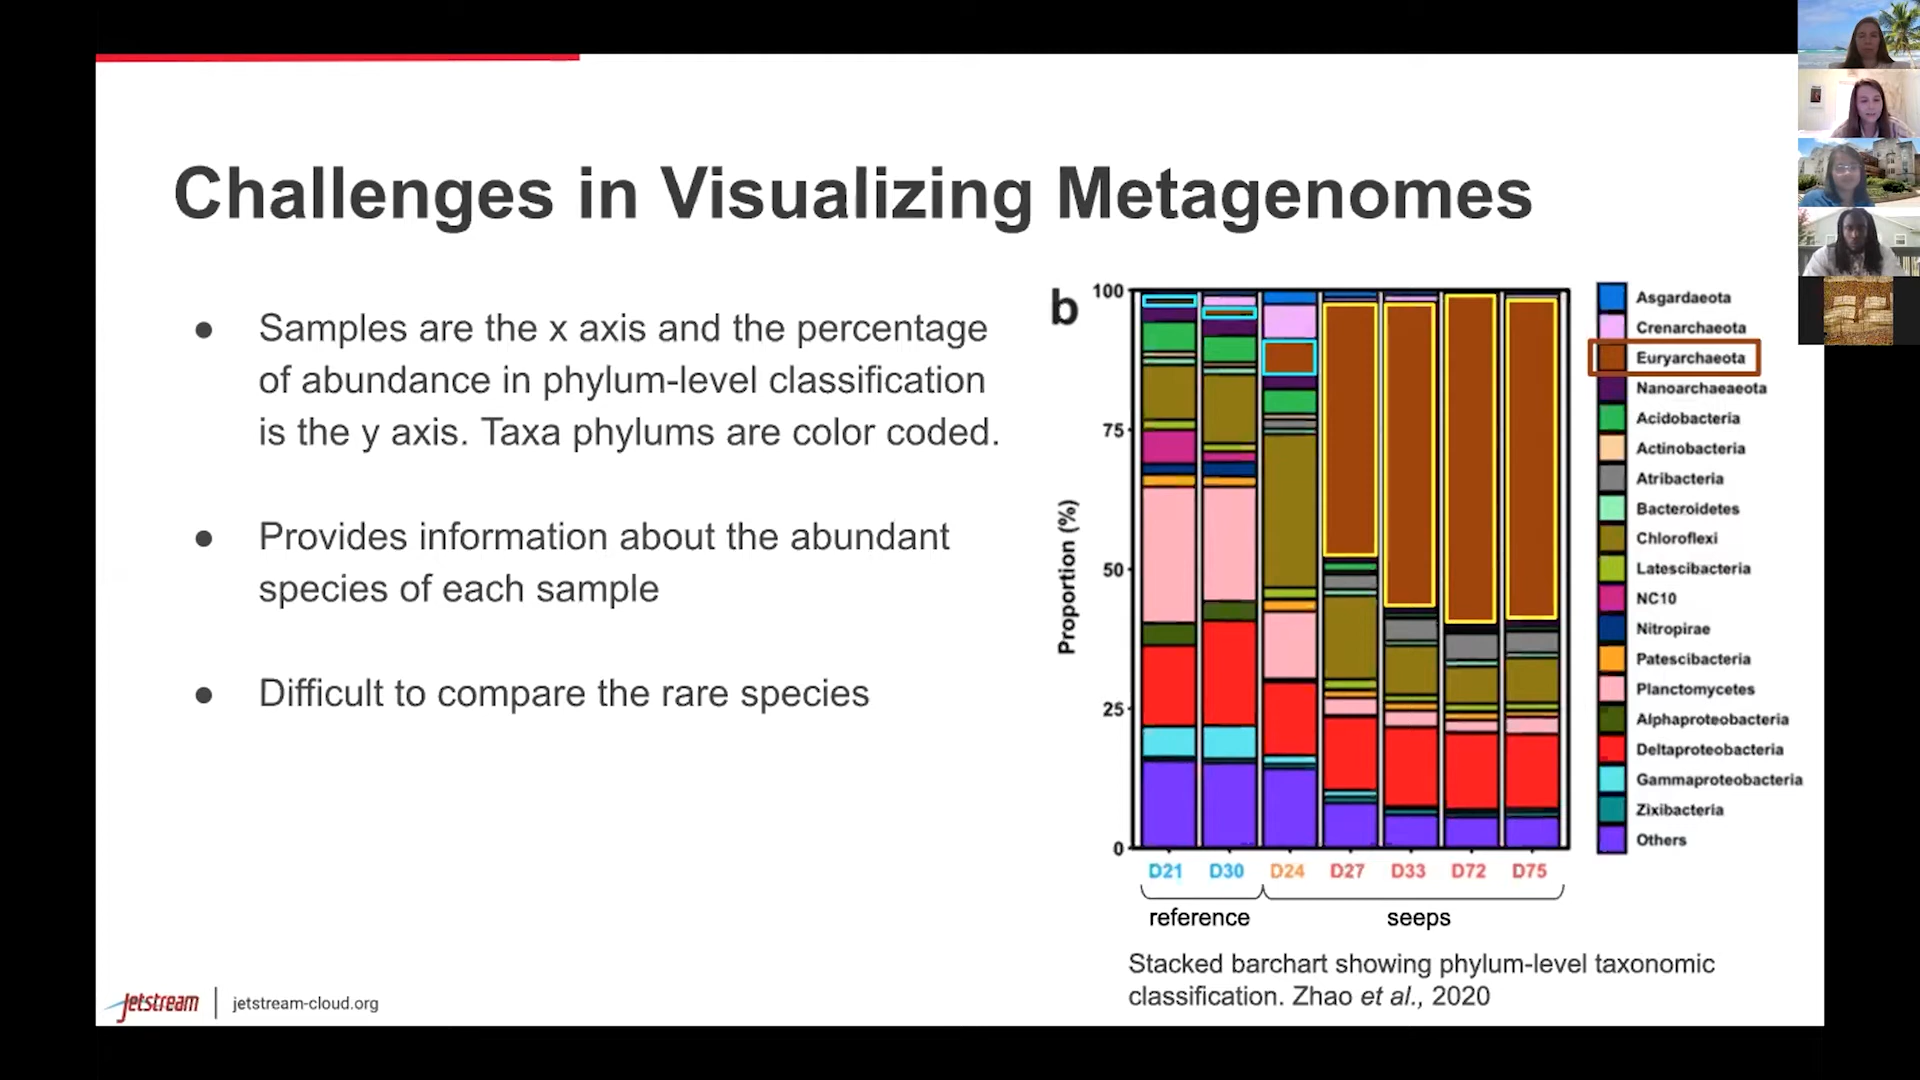 Challenges in Visualizing Metagenomes
● Samples are the x axis and the percentage
of abundance in phylum-level classification
is the y axis. Taxa phylums are color coded.
● Provides information about the abundant
species of each sample
● Difficult to compare the rare species
b
Proportion (%)
100
75
50
25
0
D21 D30 D24 D27 D33 D72 D75
reference seeps
Asgardaeota
Crenarchaeota
Euryarchaeota
Nanoarchaeaeota
Acidobacteria
Actinobacteria
Atribacteria
Bacteroidetes
Chloroflexi
Latescibacteria
NC10
Nitropirae
Patescibacteria
Planctomycetes
Alphaproteobacteria
Deltaproteobacteria
Gammaproteobacteria
Zixibacteria
Others
Stacked barchart showing phylum-level taxonomic
classification. Zhao et al., 2020
Jetstream | jetstream-cloud.org